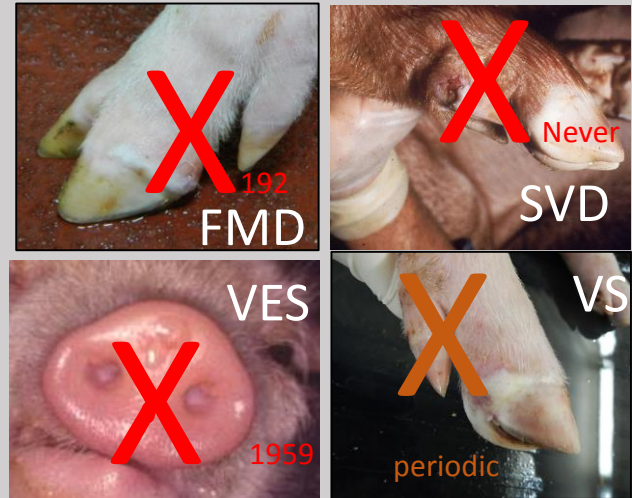 X
192
FMD
X
Never
SVD
VES
X
1959
VS
X
periodic